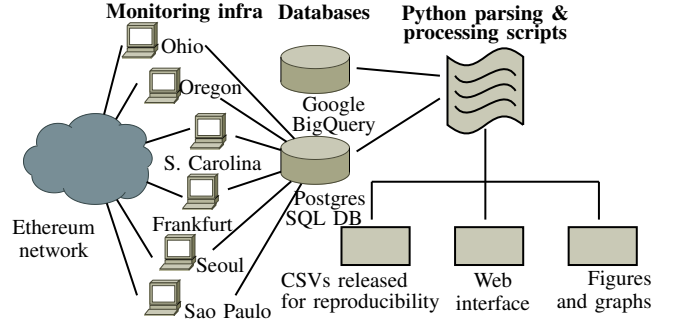 Monitoring infra
Databases
Python parsing &
processing scripts
Ohio
Oregon
S. Carolina
Frankfurt
Seoul
Sao Paulo
Ethereum
network
Google
BigQuery
Postgres
SQL DB
CSVs released
for reproducibility
Web
interface
Figures
and graphs